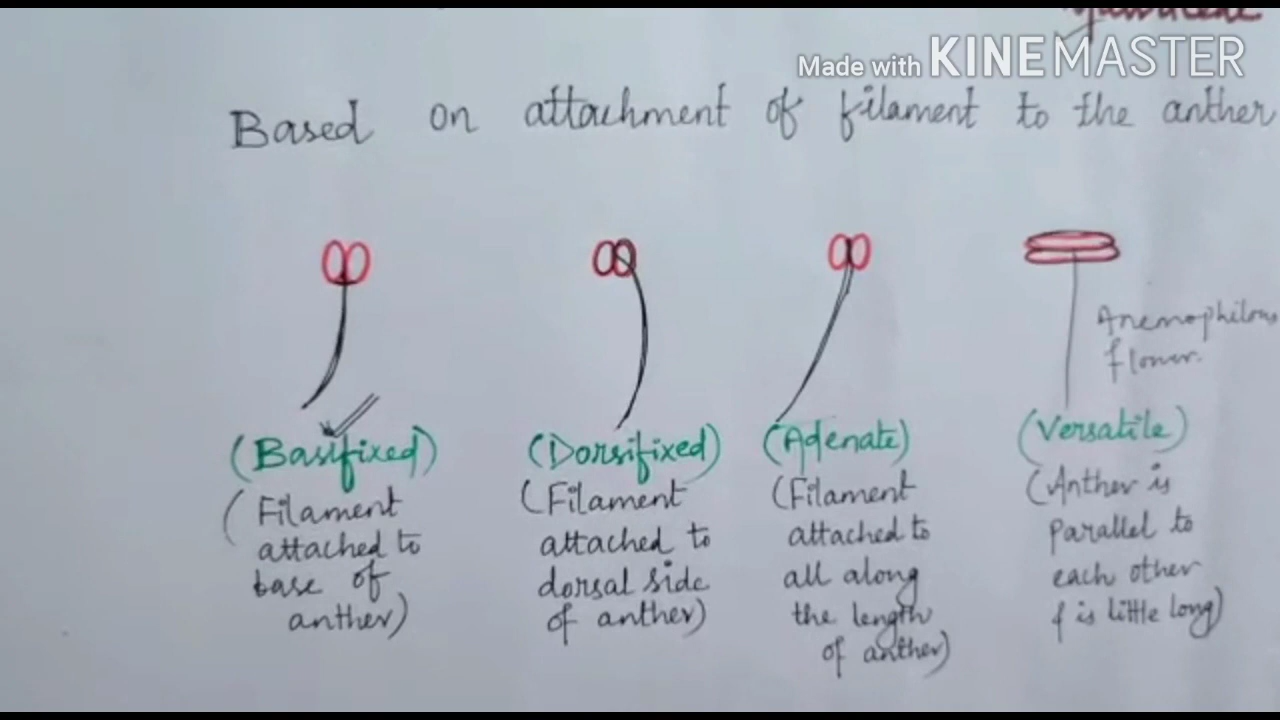 Made with KINEMASTER
Based on attachment of filament to the anther
Anemophilous
flower.
(Basifixed)
(Filament
attached to
base of
anther)
(Dorsifixed)
(Filament
attached to
dorsal side
of anther)
(Adenate)
(Filament
attached to
all along
the length
of anther)
(Versatile)
(Anther is
parallel to
each other
& is little long)